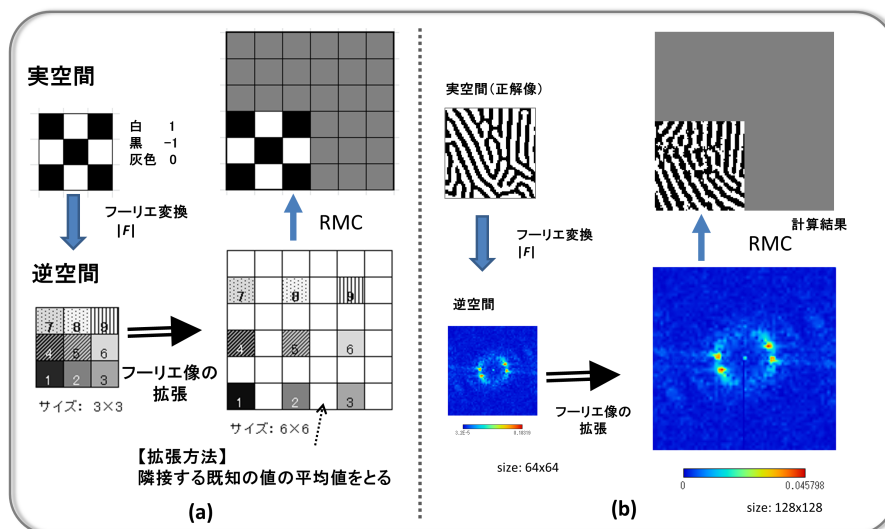 実空間
白 1
黒 -1
灰色 0
フーリエ変換
|F|
RMC
逆空間
7 8 9
4 5 6
1 2 3
サイズ: 3×3
フーリエ像の
拡張
7 8 9
4 5 6
1 2 3
サイズ: 6×6
【拡張方法】
隣接する既知の値の平均値をとる
(a)
実空間(正解像)
フーリエ変換
|F|
計算結果
RMC
逆空間
3.2E-5 0.18319
フーリエ像の
拡張
size: 64x64
0 0.045798
size: 128x128
(b)